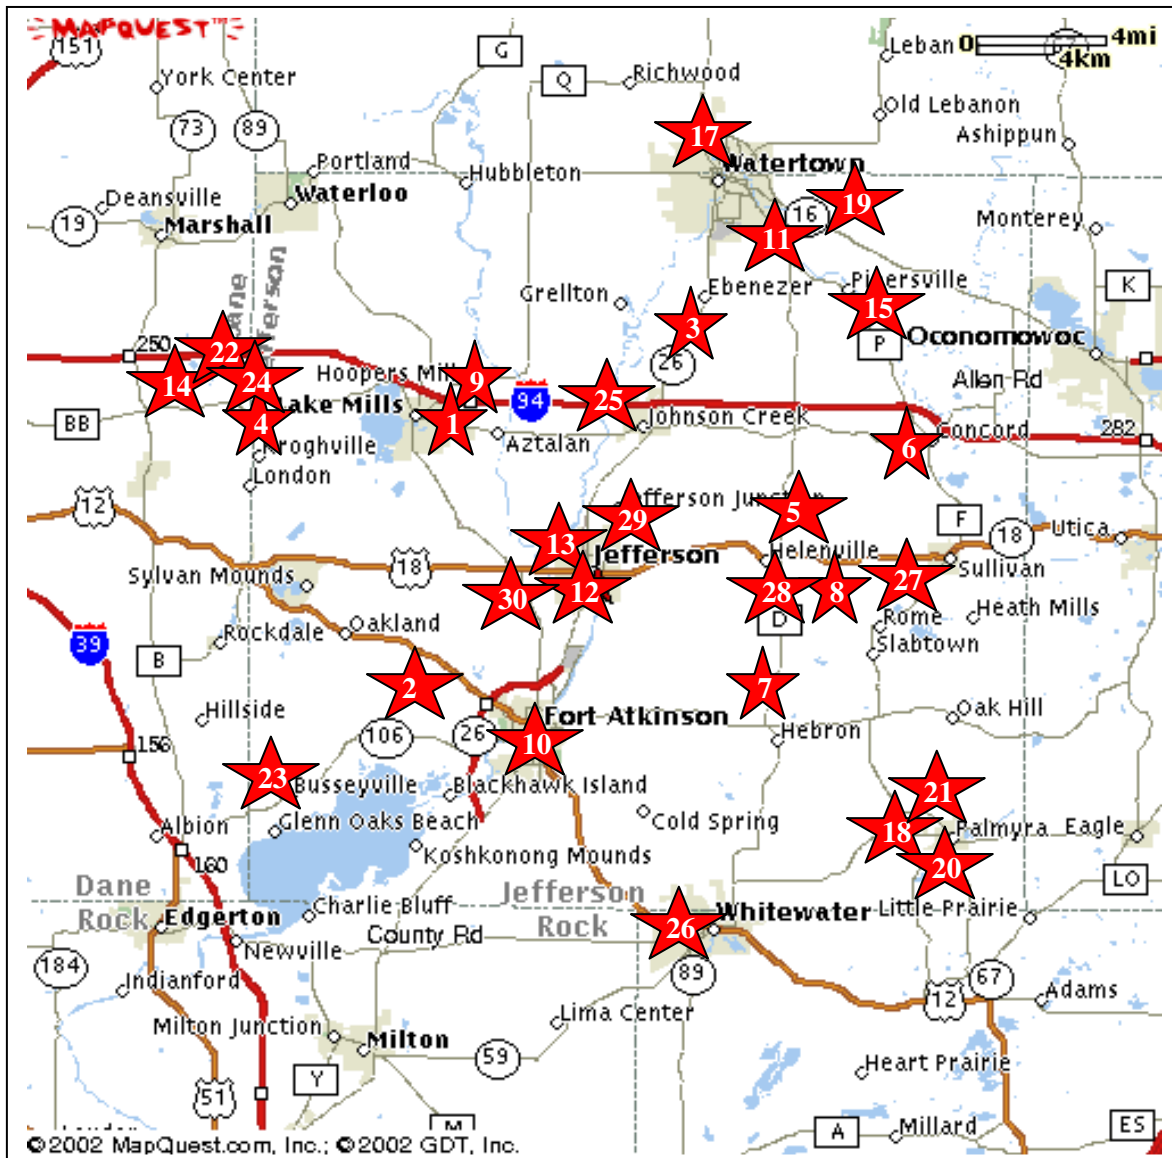 MAPQUEST™
151
York Center
G
Q
Richwood
Leban
0
4mi
4km
67
Old Lebanon
Ashippun
73
89
17
Portland
Watertown
Hubbleton
Waterloo
Deansville
19
Marshall
16
19
11
Monterey
K
Grellton
Ebenezer
15
3
P
Oconomowoc
26
250
22
Hoopers Mil
9
94
25
Allen Rd
14
24
BB
4
Lake Mills
1
Aztalan
Johnson Creek
6
Concord
282
Kroghville
London
12
Jefferson Junction
29
5
F
18
Utica
13
Jefferson
Helenville
Sullivan
18
Sylvan Mounds
30
12
28
8
27
D
Rome
Heath Mills
Slabtown
39
Rockdale
Oakland
B
2
7
Hillside
106
26
Fort Atkinson
Oak Hill
10
Hebron
156
23
Busseyville
Blackhawk Island
21
Albion
Glenn Oaks Beach
Cold Spring
18
Palmyra
Eagle
160
Koshkonong Mounds
20
LO
Dane
Rock
Jefferson
Rock
Edgerton
Charlie Bluff
County Rd
26
Whitewater
Little Prairie
Newville
184
Indianford
89
67
12
Adams
Milton Junction
Lima Center
Milton
59
Heart Prairie
Y
51
A
Millard
ES
©2002 MapQuest.com, Inc.; ©2002 GDT, Inc.